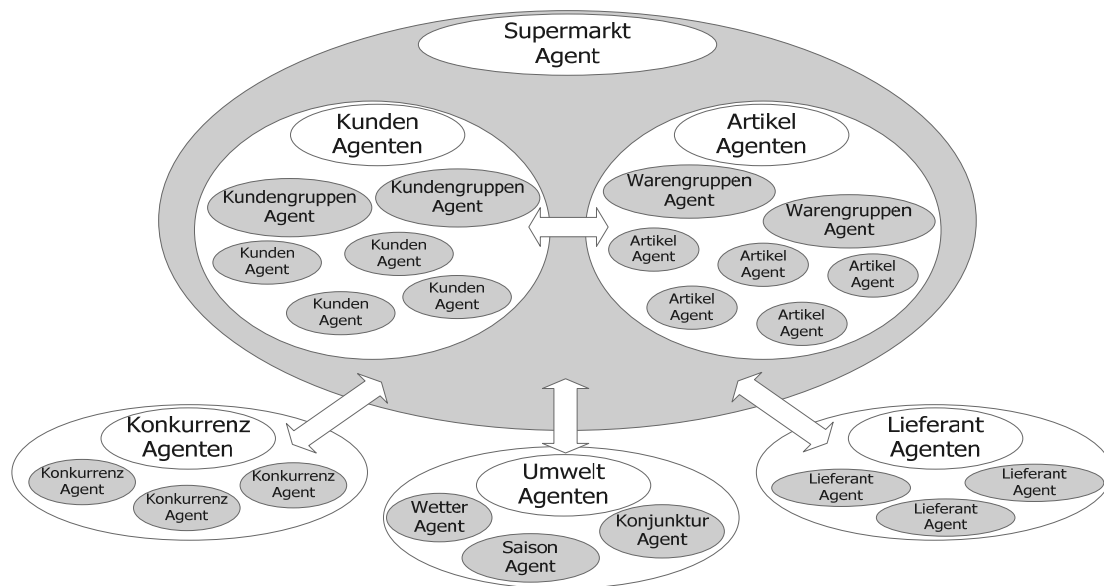 Supermarkt
Agent
Kunden
Agenten
Kundengruppen
Agent
Kundengruppen
Agent
Kunden
Agent
Kunden
Agent
Kunden
Agent
Kunden
Agent
Artikel
Agenten
Warengruppen
Agent
Warengruppen
Agent
Artikel
Agent
Artikel
Agent
Artikel
Agent
Artikel
Agent
Artikel
Agent
Konkurrenz
Agenten
Konkurrenz
Agent
Konkurrenz
Agent
Konkurrenz
Agent
Umwelt
Agenten
Wetter
Agent
Saison
Agent
Konjunktur
Agent
Lieferant
Agenten
Lieferant
Agent
Lieferant
Agent
Lieferant
Agent